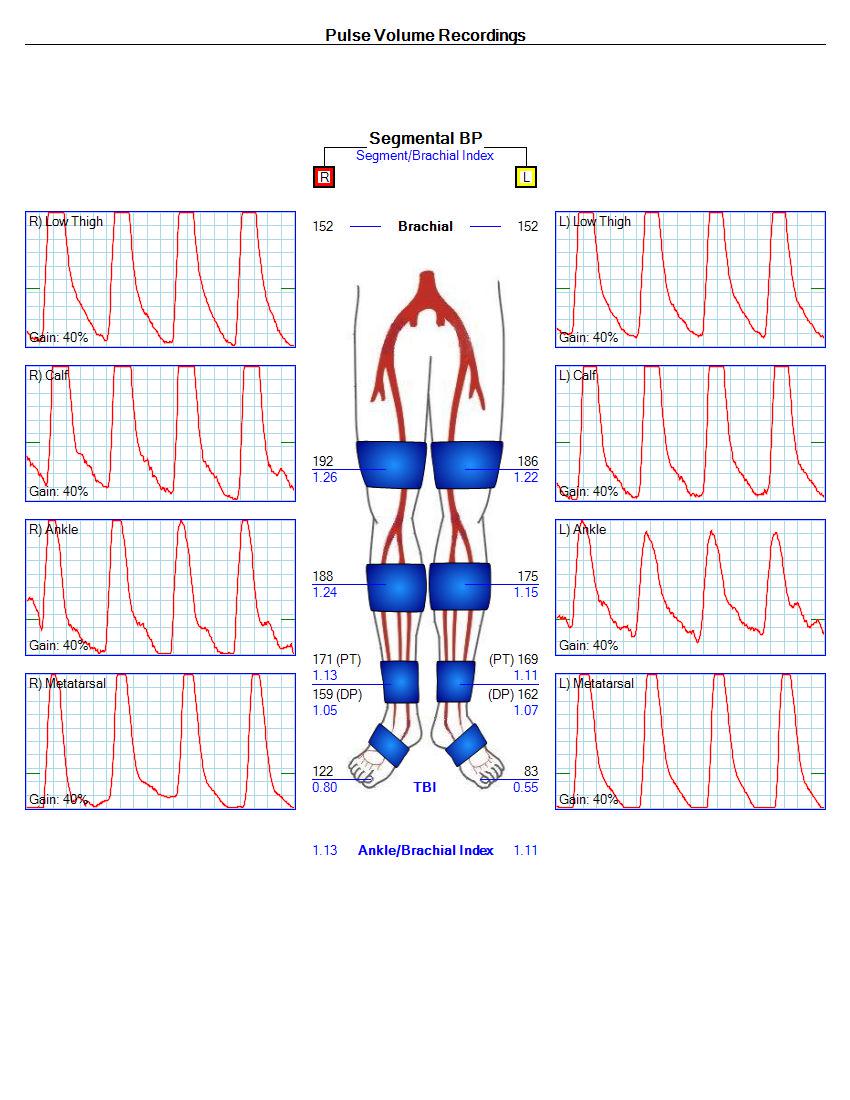 Pulse Volume Recordings
Segmental BP
Segment/Brachial Index
R
L
R) Low Thigh
Gain: 40%
R) Calf
Gain: 40%
R) Ankle
Gain: 40%
R) Metatarsal
Gain: 40%
152 Brachial 152
192 186
1.26 1.22
188 175
1.24 1.15
171 (PT) (PT) 169
1.13 1.11
159 (DP) (DP) 162
1.05 1.07
122 83
0.80 TBI 0.55
1.13 Ankle/Brachial Index 1.11
L) Low Thigh
Gain: 40%
L) Calf
Gain: 40%
L) Ankle
Gain: 40%
L) Metatarsal
Gain: 40%